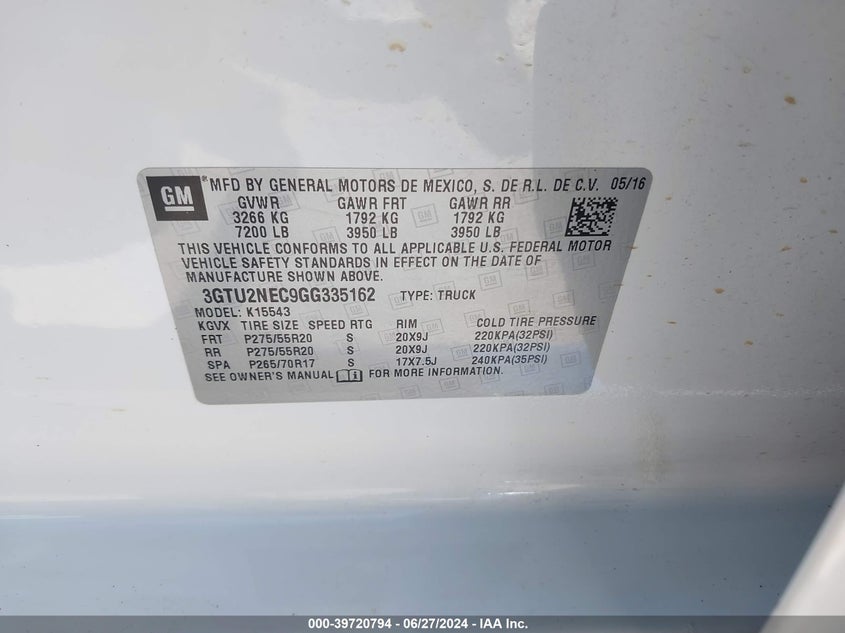 GM
MFD BY GENERAL MOTORS DE MEXICO, S. DE R.L. DE C.V. 05/16
GVWR GAWR FRT GAWR RR
3266 KG 1792 KG 1792 KG
7200 LB 3950 LB 3950 LB
THIS VEHICLE CONFORMS TO ALL APPLICABLE U.S. FEDERAL MOTOR
VEHICLE SAFETY STANDARDS IN EFFECT ON THE DATE OF
MANUFACTURE SHOWN ABOVE.
3GTU2NEC9GG335162 TYPE: TRUCK
MODEL: K15543
KGVX TIRE SIZE SPEED RTG RIM COLD TIRE PRESSURE
FRT P275/55R20 S 20X9J 220KPA(32PSI)
RR P275/55R20 S 20X9J 220KPA(32PSI)
SPA P265/70R17 S 17X7.5J 240KPA(35PSI)
SEE OWNER'S MANUAL FOR MORE INFORMATION.
000-39720794 - 06/27/2024 - IAA Inc.